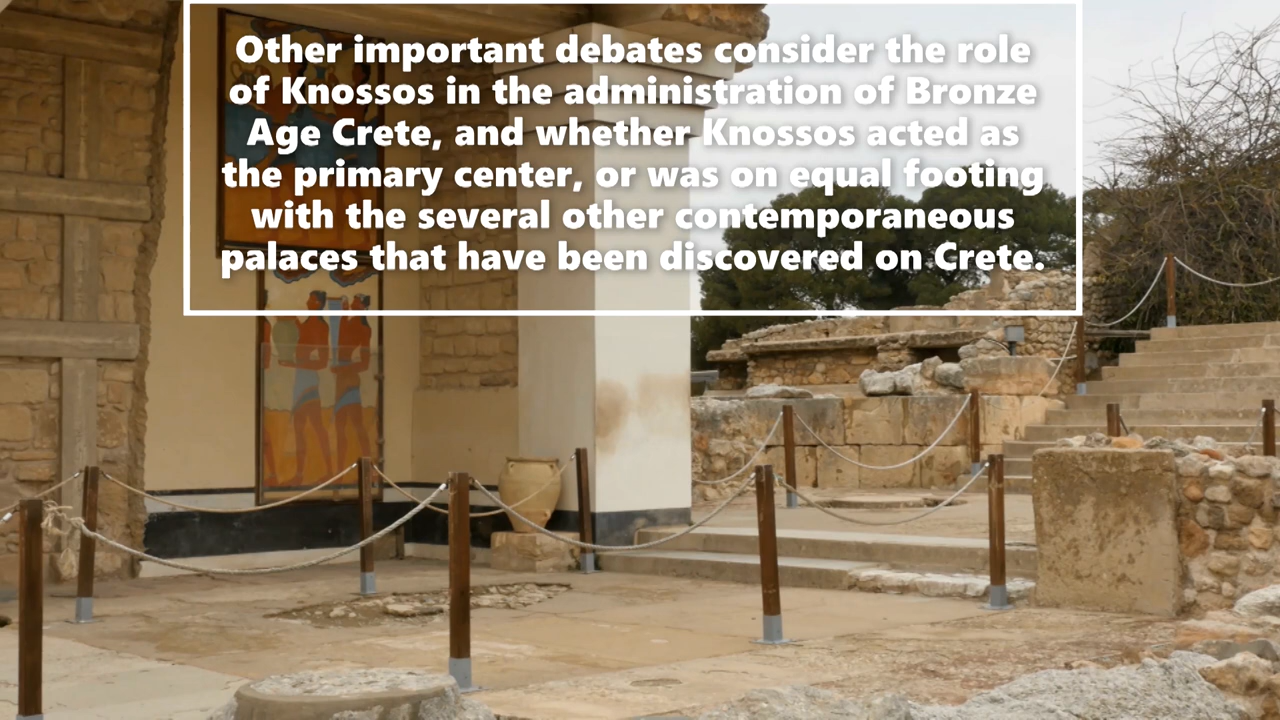 Other important debates consider the role
of Knossos in the administration of Bronze
Age Crete, and whether Knossos acted as
the primary center, or was on equal footing
with the several other contemporaneous
palaces that have been discovered on Crete.